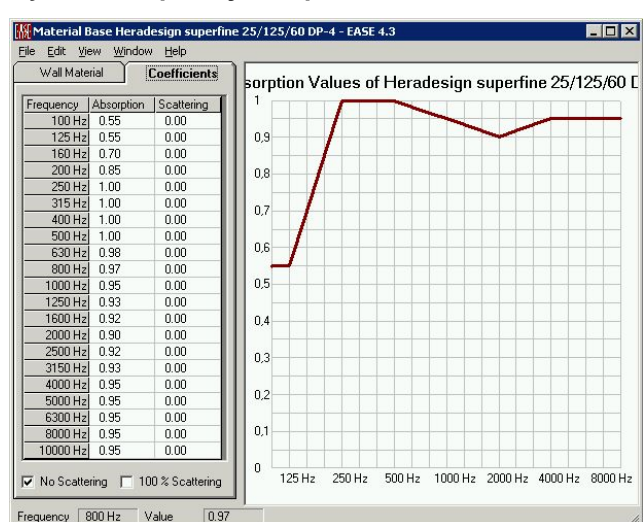 Material Base Heradesign superfine 25/125/60 DP-4 - EASE 4.3
File Edit View Window Help
Wall Material Coefficients
Frequency Absorption Scattering
100 Hz 0.55 0.00
125 Hz 0.55 0.00
160 Hz 0.70 0.00
200 Hz 0.85 0.00
250 Hz 1.00 0.00
315 Hz 1.00 0.00
400 Hz 1.00 0.00
500 Hz 1.00 0.00
630 Hz 0.98 0.00
800 Hz 0.97 0.00
1000 Hz 0.95 0.00
1250 Hz 0.93 0.00
1600 Hz 0.92 0.00
2000 Hz 0.90 0.00
2500 Hz 0.92 0.00
3150 Hz 0.93 0.00
4000 Hz 0.95 0.00
5000 Hz 0.95 0.00
6300 Hz 0.95 0.00
8000 Hz 0.95 0.00
10000 Hz 0.95 0.00
No Scattering 100 % Scattering
sorption Values of Heradesign superfine 25/125/60 D
1
0,9
0,8
0,7
0,6
0,5
0,4
0,3
0,2
0,1
0
125 Hz 250 Hz 500 Hz 1000 Hz 2000 Hz 4000 Hz 8000 Hz
Frequency 800 Hz Value 0.97